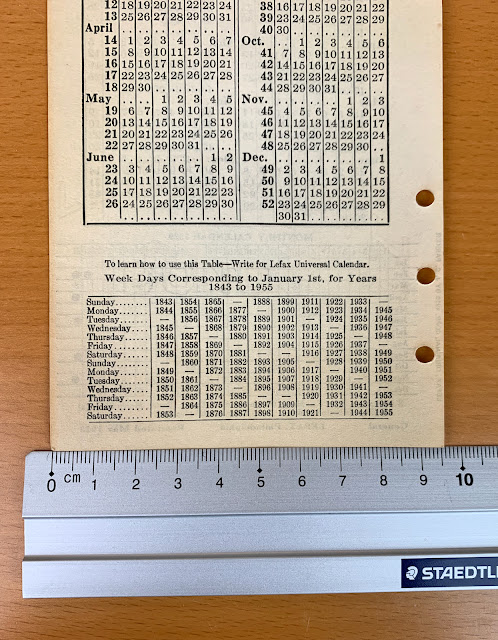 12 18 19 20 21 22 23 24
13 25 26 27 28 29 30 31
April
14 1 2 3 4 5 6 7
15 8 9 10 11 12 13 14
16 15 16 17 18 19 20 21
17 22 23 24 25 26 27 28
18 29 30 . . . . .
May . . 1 2 3 4 5
19 6 7 8 9 10 11 12
20 13 14 15 16 17 18 19
21 20 21 22 23 24 25 26
22 27 28 29 30 31 . .
June . . . . . 1 2
23 3 4 5 6 7 8 9
24 10 11 12 13 14 15 16
25 17 18 19 20 21 22 23
26 24 25 26 27 28 29 30
38 16 17 18 19 20 21 22
39 23 24 25 26 27 28 29
40 30 . . . . . .
Oct. . 1 2 3 4 5 6
41 7 8 9 10 11 12 13
42 14 15 16 17 18 19 20
43 21 22 23 24 25 26 27
44 28 29 30 31 . . .
Nov. . . . . 1 2 3
45 4 5 6 7 8 9 10
46 11 12 13 14 15 16 17
47 18 19 20 21 22 23 24
48 25 26 27 28 29 30 .
Dec. . . . . . . 1
49 2 3 4 5 6 7 8
50 9 10 11 12 13 14 15
51 16 17 18 19 20 21 22
52 23 24 25 26 27 28 29
30 31 . . . . .
To learn how to use this Table—Write for Lefax Universal Calendar.
Week Days Corresponding to January 1st, for Years
1843 to 1955
Sunday...... 1843 1854 1865 — 1888 1899 1911 1922 1933 —
Monday...... 1844 1855 1866 1877 — 1900 1912 1923 1934 1945
Tuesday...... — 1856 1867 1878 1889 1901 — 1924 1935 1946
Wednesday.... 1845 — 1868 1879 1890 1902 1913 — 1936 1947
Thursday..... 1846 1857 — 1880 1891 1903 1914 1925 — 1948
Friday....... 1847 1858 1869 — 1892 1904 1915 1926 1937 —
Saturday..... 1848 1859 1870 1881 — — 1916 1927 1938 1949
Sunday...... — 1860 1871 1882 1893 1905 — 1928 1939 1950
Monday...... 1849 — 1872 1883 1894 1906 1917 — 1940 1951
Tuesday...... 1850 1861 — 1884 1895 1907 1918 1929 — 1952
Wednesday.... 1851 1862 1873 — 1896 1908 1919 1930 1941 —
Thursday..... 1852 1863 1874 1885 — — 1920 1931 1942 1953
Friday....... — 1864 1875 1886 1897 1909 — 1932 1943 1954
Saturday..... 1853 — 1876 1887 1898 1910 1921 — 1944 1955
0 cm 1 2 3 4 5 6 7 8 9 10
STAEDTL